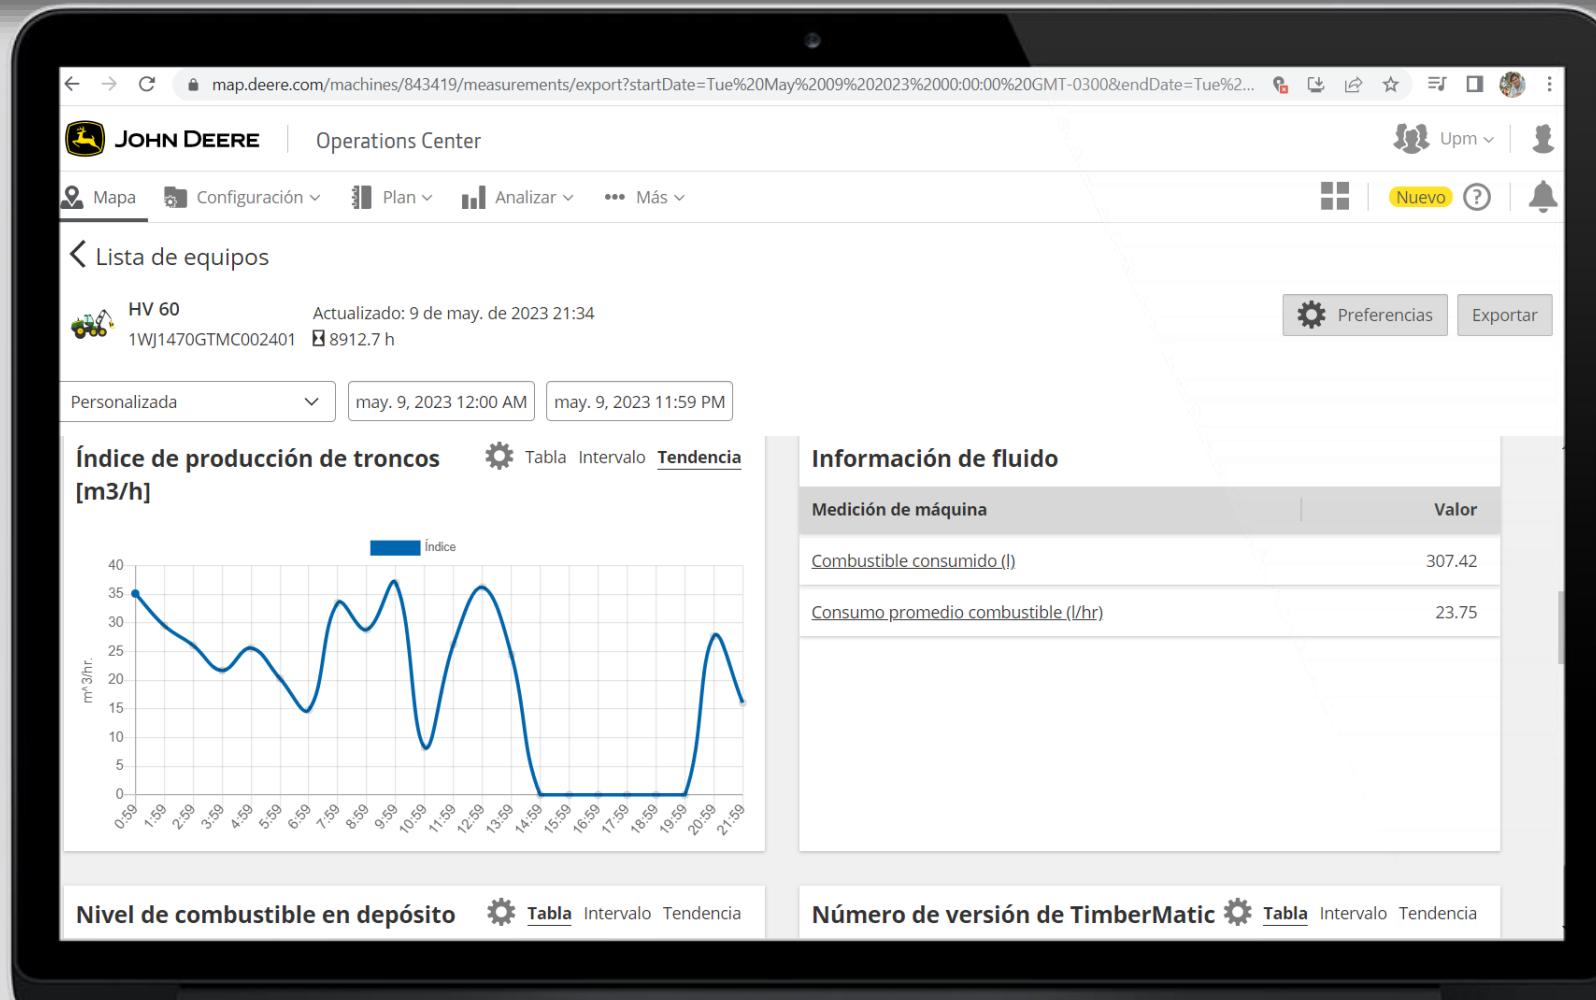 map.deere.com/machines/843419/measurements/export?startDate=Tue%20May%2009%202023%2000:00:00%20GMT-0300&endDate=Tue%2...
JOHN DEERE
Operations Center
Upm
Mapa
Configuración
Plan
Analizar
Más
Nuevo
Lista de equipos
HV 60
1WJ1470GTMC002401
Actualizado: 9 de may. de 2023 21:34
8912.7 h
Preferencias
Exportar
Personalizada
may. 9, 2023 12:00 AM
may. 9, 2023 11:59 PM
Índice de producción de troncos
[m3/h]
Tabla Intervalo Tendencia
Índice
m^3/hr.
40
35
30
25
20
15
10
5
0
0:59 1:59 2:59 3:59 4:59 5:59 6:59 7:59 8:59 9:59 10:59 11:59 12:59 13:59 14:59 15:59 16:59 17:59 18:59 19:59 20:59 21:59
Información de fluido
Medición de máquina Valor
Combustible consumido (l) 307.42
Consumo promedio combustible (l/hr) 23.75
Nivel de combustible en depósito
Tabla Intervalo Tendencia
Número de versión de TimberMatic
Tabla Intervalo Tendencia